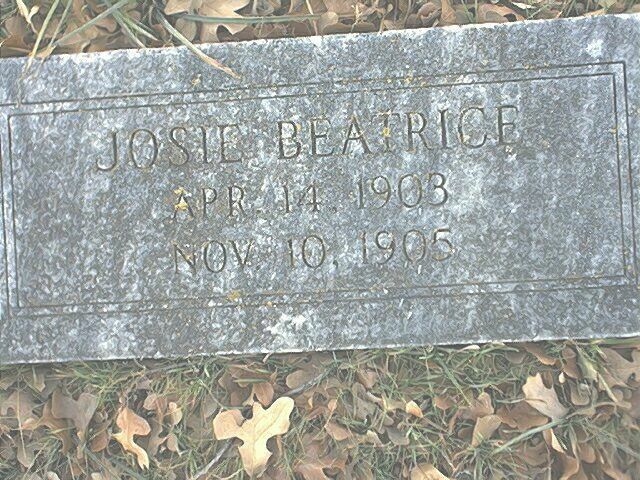 JOSIE BEATRICE
APR. 14, 1903
NOV. 10, 1905